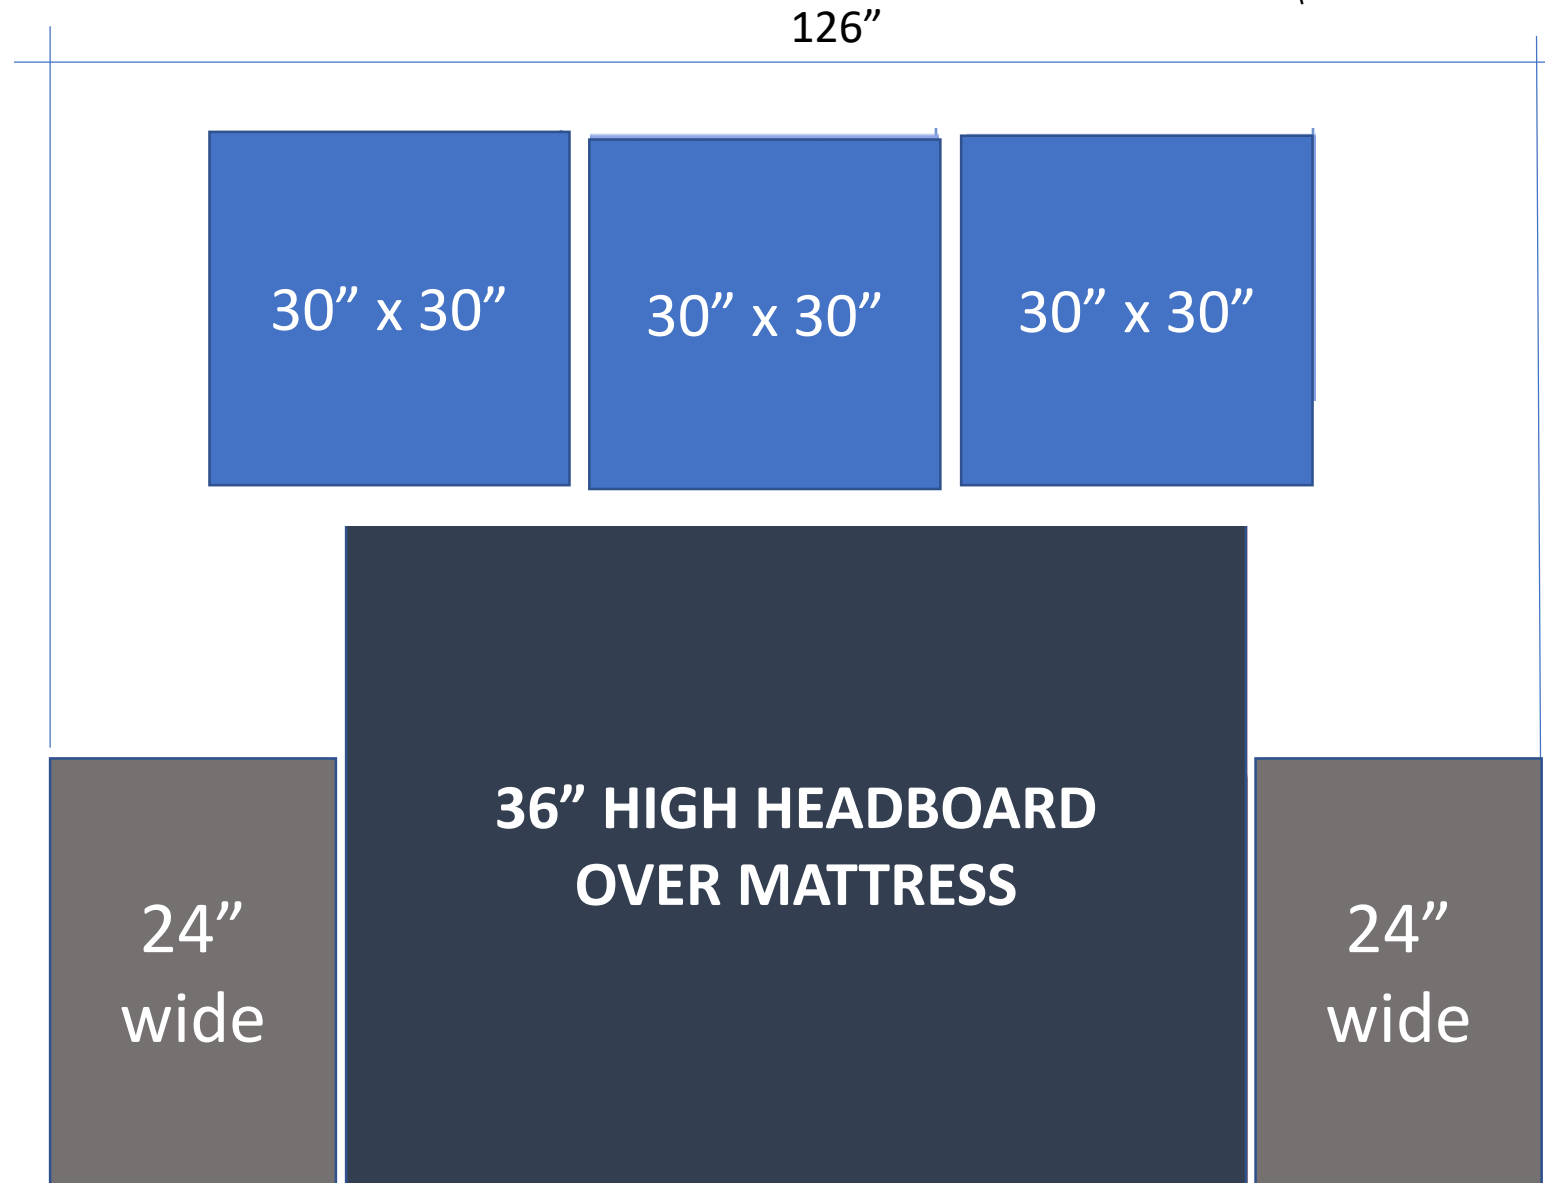 126”
30” x 30”
30” x 30”
30” x 30”
36” HIGH HEADBOARD
OVER MATTRESS
24”
wide
24”
wide